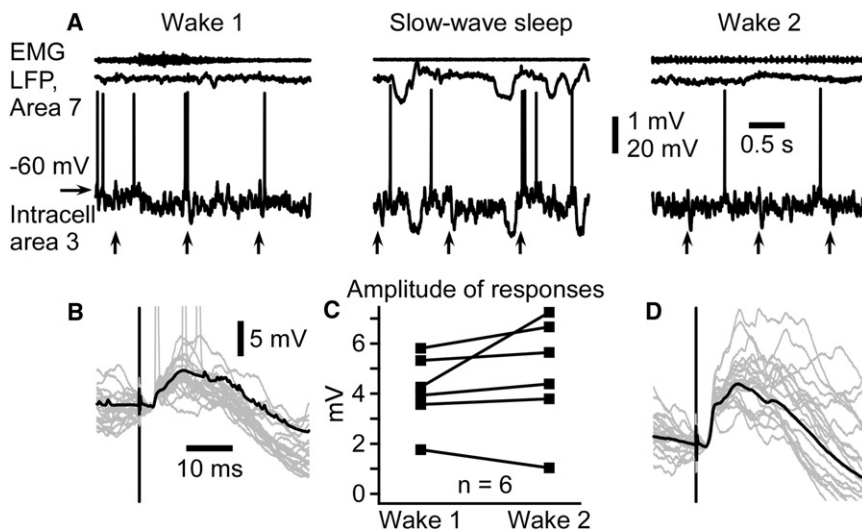 A
Wake 1
Slow-wave sleep
Wake 2
EMG
LFP,
Area 7
-60 mV
Intracell
area 3
1 mV
20 mV
0.5 s
B
5 mV
10 ms
C
Amplitude of responses
6
4
2
0
mV
n = 6
Wake 1
Wake 2
D